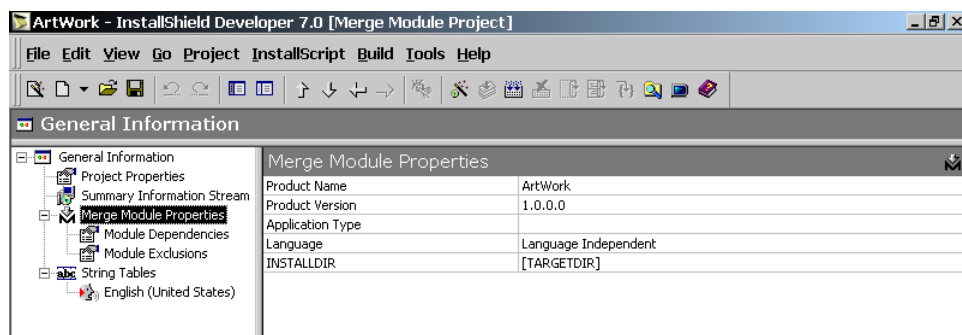 ArtWork - InstallShield Developer 7.0 [Merge Module Project]
File Edit View Go Project InstallScript Build Tools Help
General Information
General Information
Project Properties
Summary Information Stream
Merge Module Properties
Module Dependencies
Module Exclusions
abc String Tables
English (United States)
Merge Module Properties
Product Name ArtWork
Product Version 1.0.0.0
Application Type
Language Language Independent
INSTALLDIR [TARGETDIR]